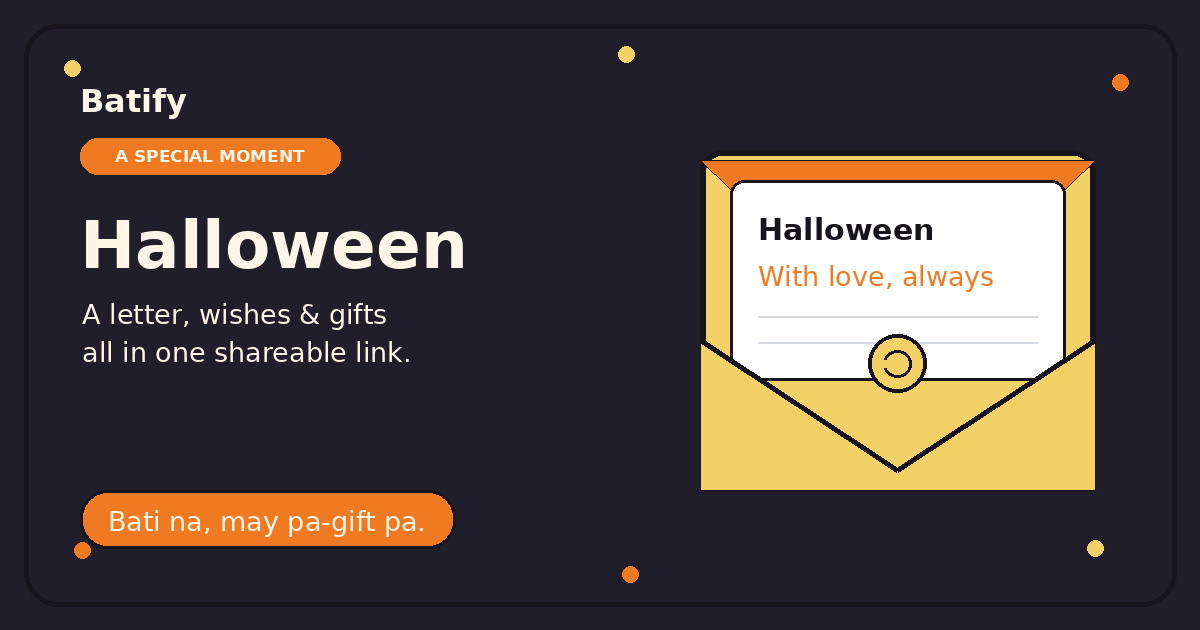 Batify
A SPECIAL MOMENT
Halloween
A letter, wishes & gifts
all in one shareable link.
Bati na, may pa-gift pa.
Halloween
With love, always